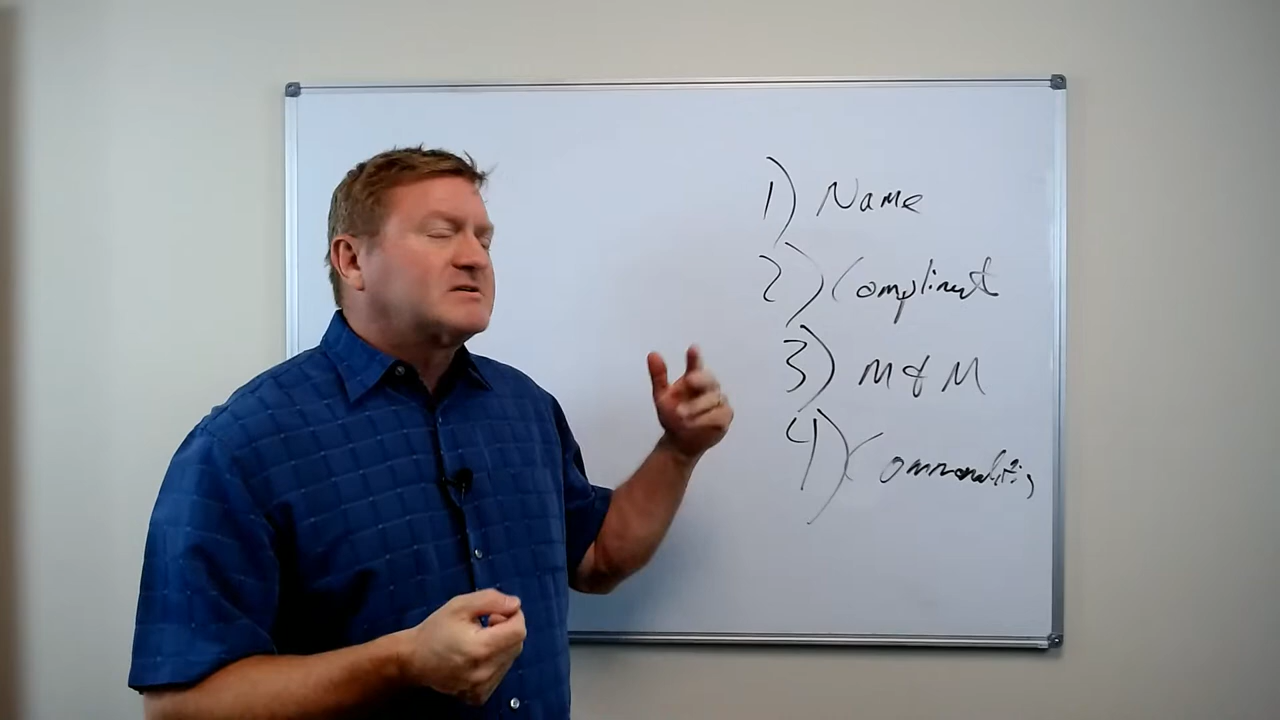 1) Name
2) Compliment
3) M & M
4) Commonalities